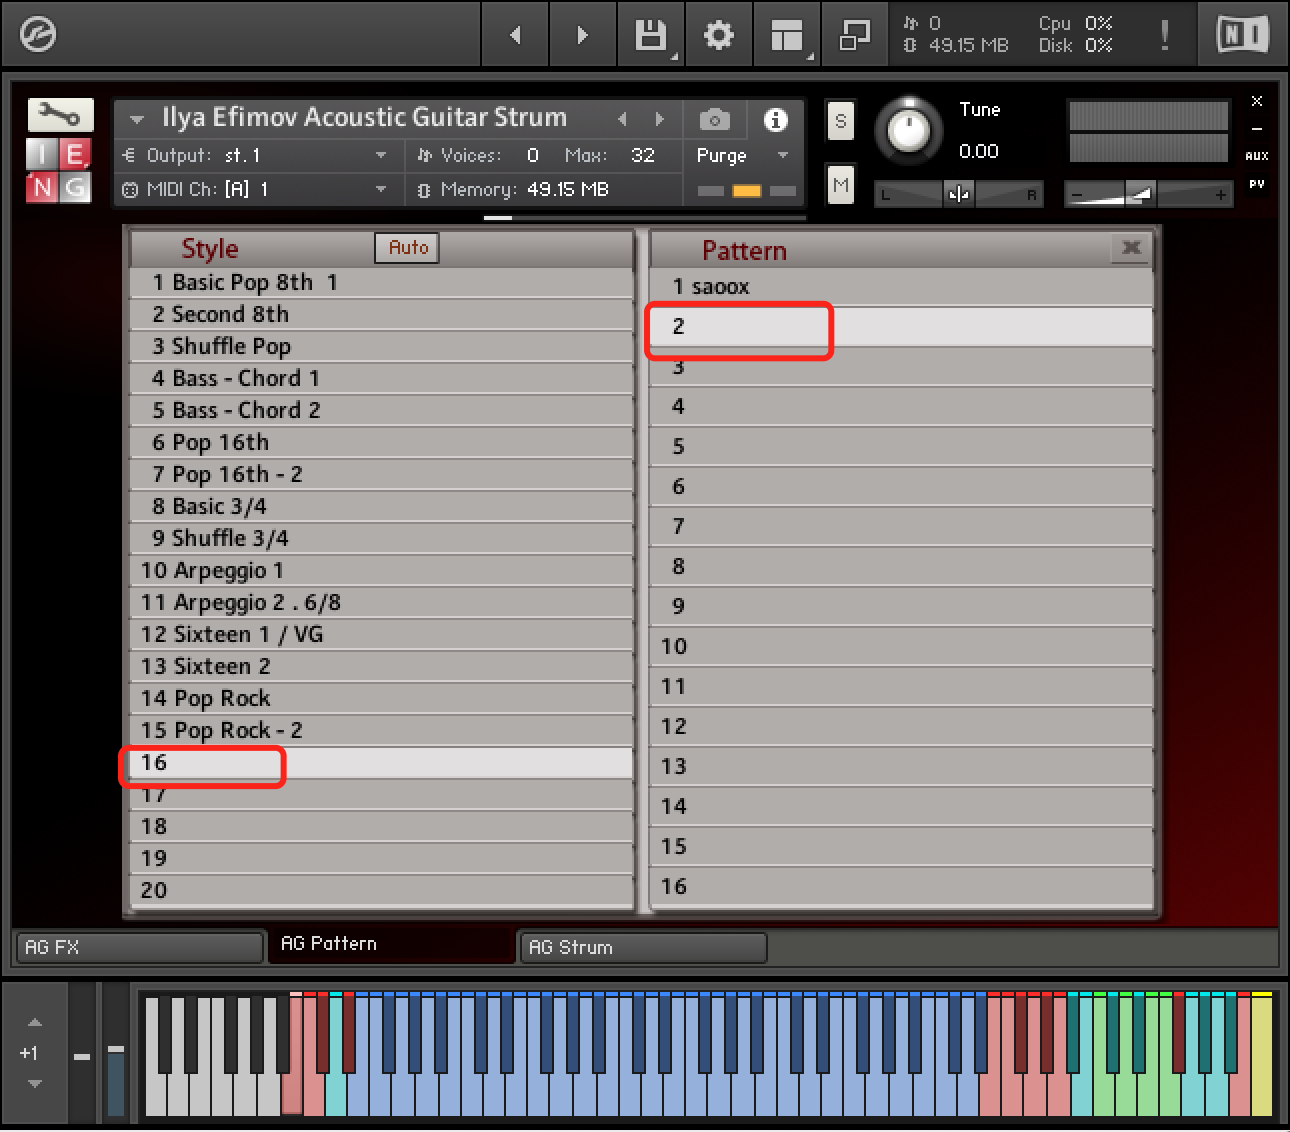 0 Cpu 0%
49.15 MB Disk 0%
! NI
Ilya Efimov Acoustic Guitar Strum
I E
N G
Output: st. 1
Voices: 0 Max: 32
Purge
MIDI Ch: [A] 1
Memory: 49.15 MB
S
M
Tune
0.00
L R
- +
x
–
AUX
PV
Style Auto
1 Basic Pop 8th 1
2 Second 8th
3 Shuffle Pop
4 Bass - Chord 1
5 Bass - Chord 2
6 Pop 16th
7 Pop 16th - 2
8 Basic 3/4
9 Shuffle 3/4
10 Arpeggio 1
11 Arpeggio 2 . 6/8
12 Sixteen 1 / VG
13 Sixteen 2
14 Pop Rock
15 Pop Rock - 2
16
17
18
19
20
Pattern
1 saoox
2
3
4
5
6
7
8
9
10
11
12
13
14
15
16
AG FX
AG Pattern
AG Strum
+1